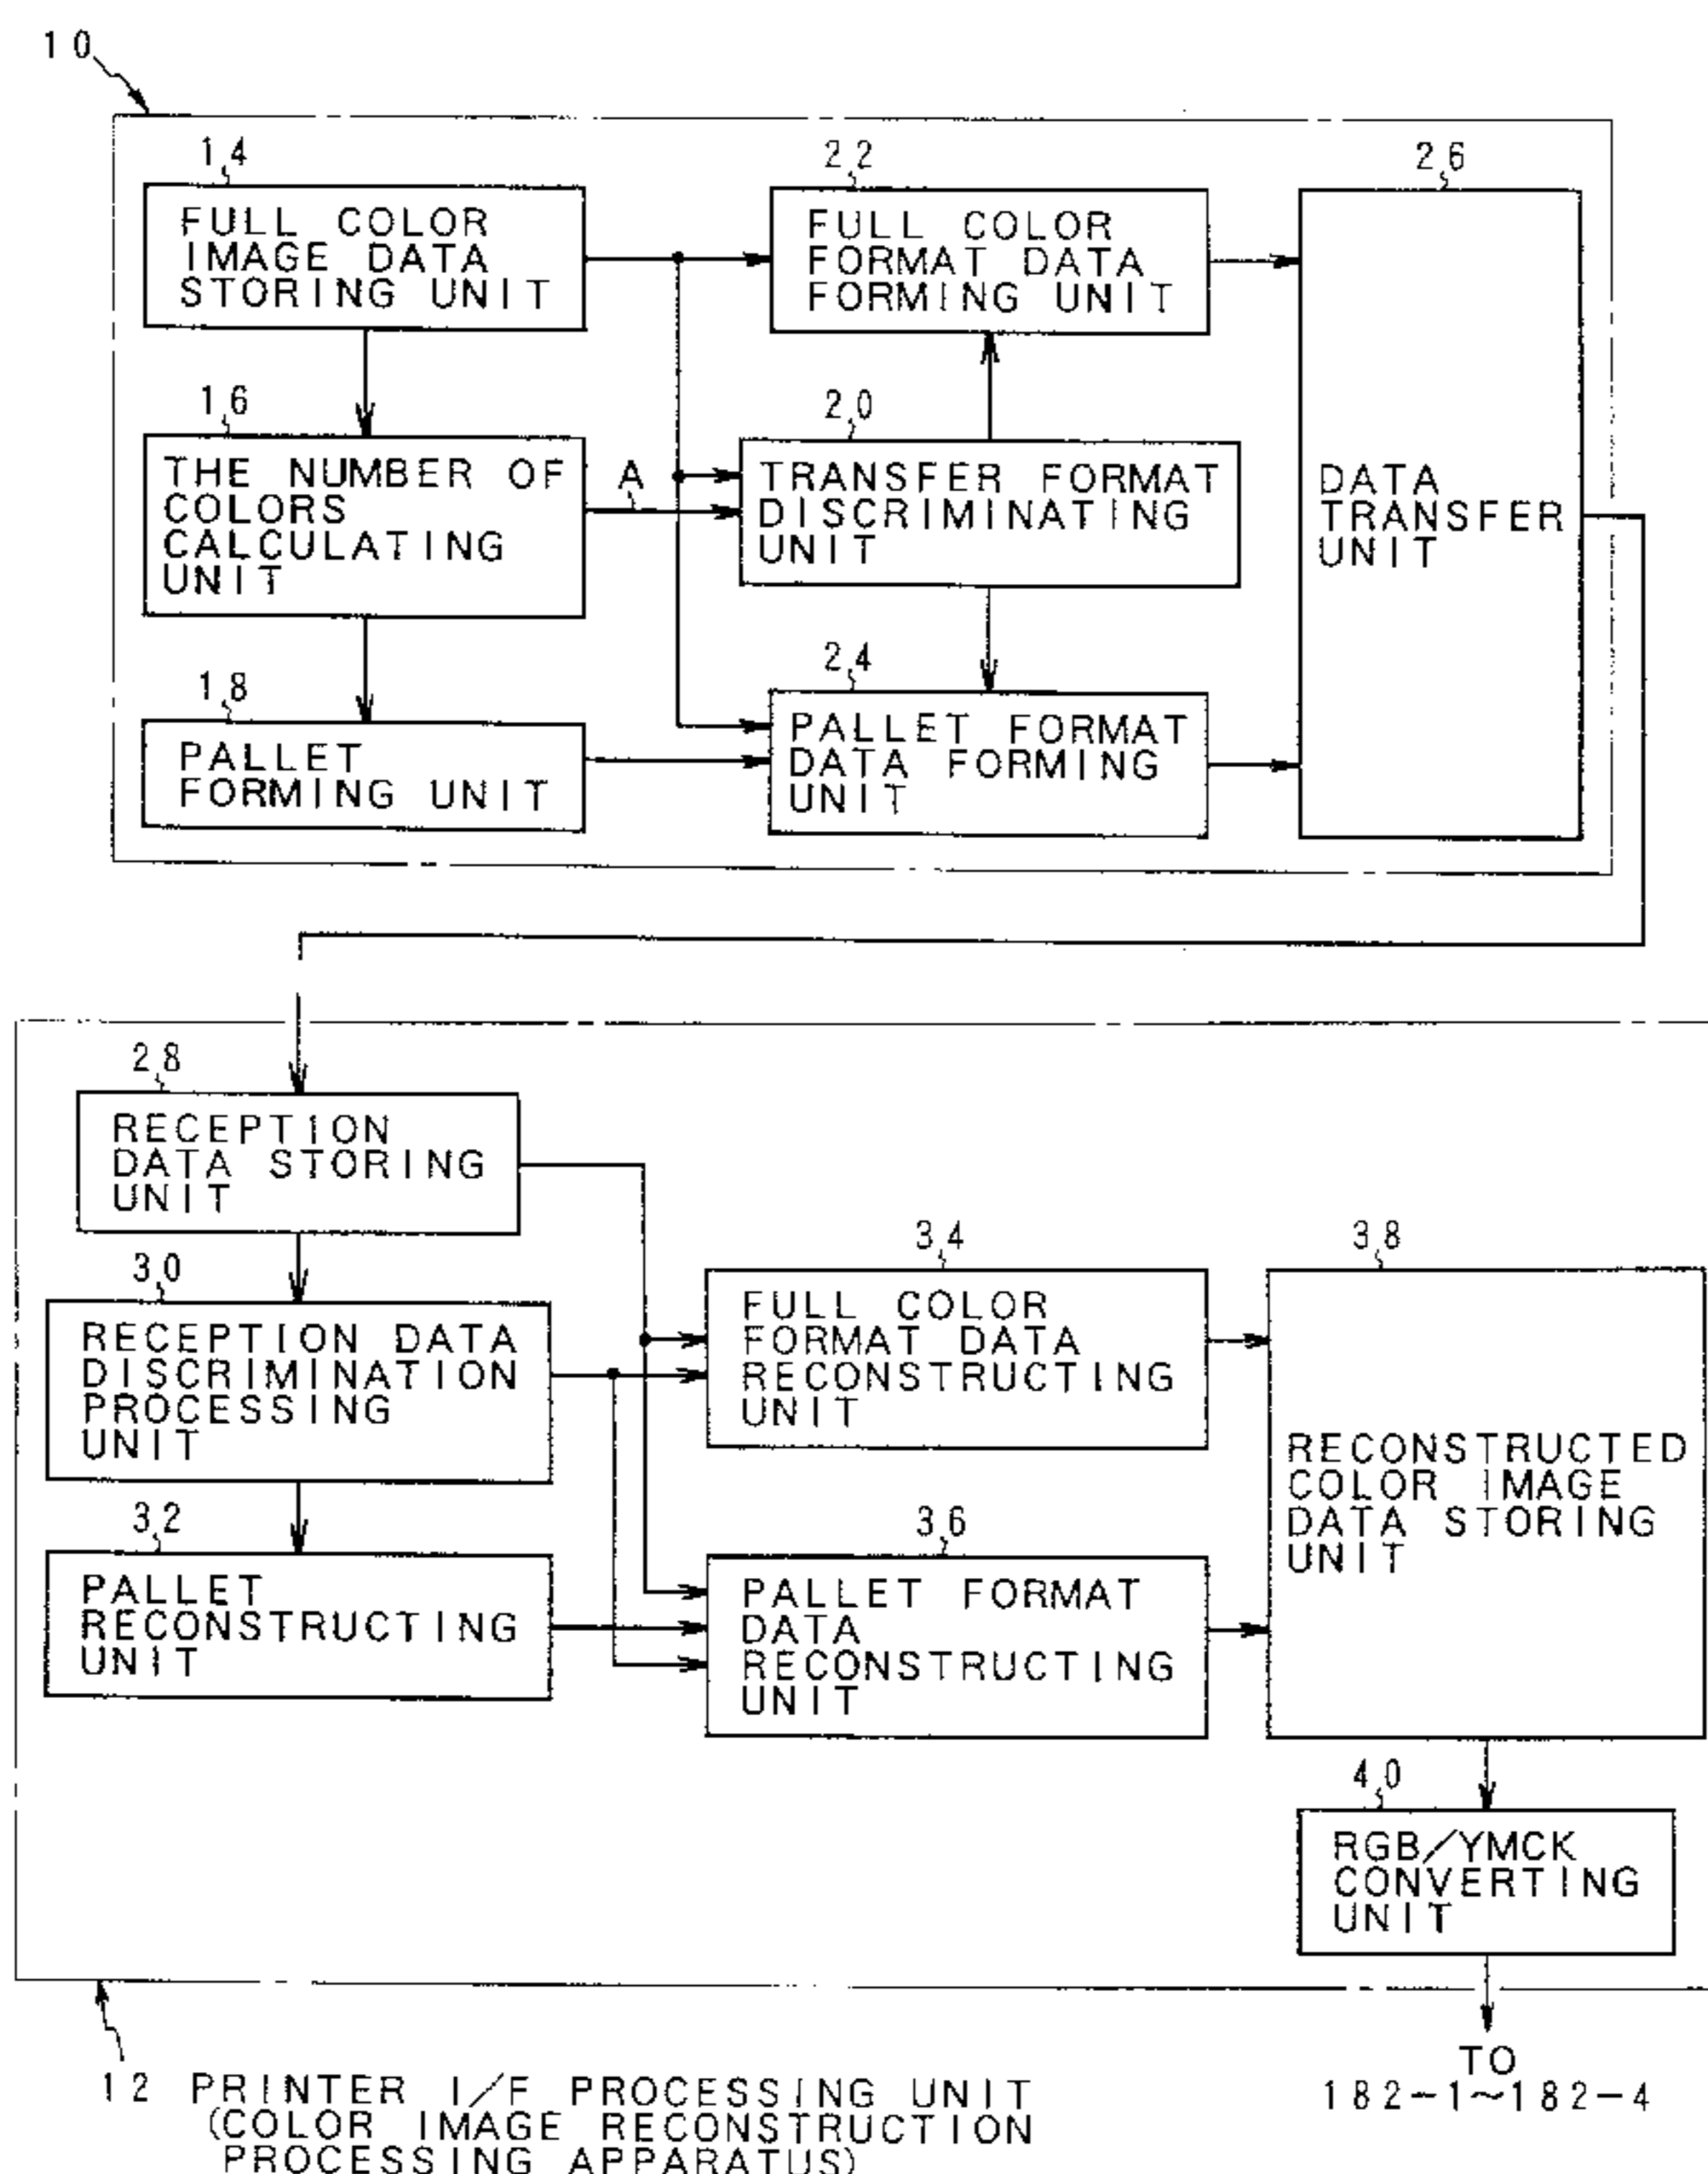 10
14
FULL COLOR
IMAGE DATA
STORING UNIT
22
FULL COLOR
FORMAT DATA
FORMING UNIT
26
DATA
TRANSFER
UNIT
16
THE NUMBER OF
COLORS
CALCULATING
UNIT
A
20
TRANSFER FORMAT
DISCRIMINATING
UNIT
18
PALLET
FORMING UNIT
24
PALLET FORMAT
DATA FORMING
UNIT
28
RECEPTION
DATA STORING
UNIT
30
RECEPTION DATA
DISCRIMINATION
PROCESSING
UNIT
34
FULL COLOR
FORMAT DATA
RECONSTRUCTING
UNIT
38
RECONSTRUCTED
COLOR IMAGE
DATA STORING
UNIT
32
PALLET
RECONSTRUCTING
UNIT
36
PALLET FORMAT
DATA
RECONSTRUCTING
UNIT
40
RGB/YMCK
CONVERTING
UNIT
TO
182-1~182-4
12 PRINTER I/F PROCESSING UNIT
(COLOR IMAGE RECONSTRUCTION
PROCESSING APPARATUS)